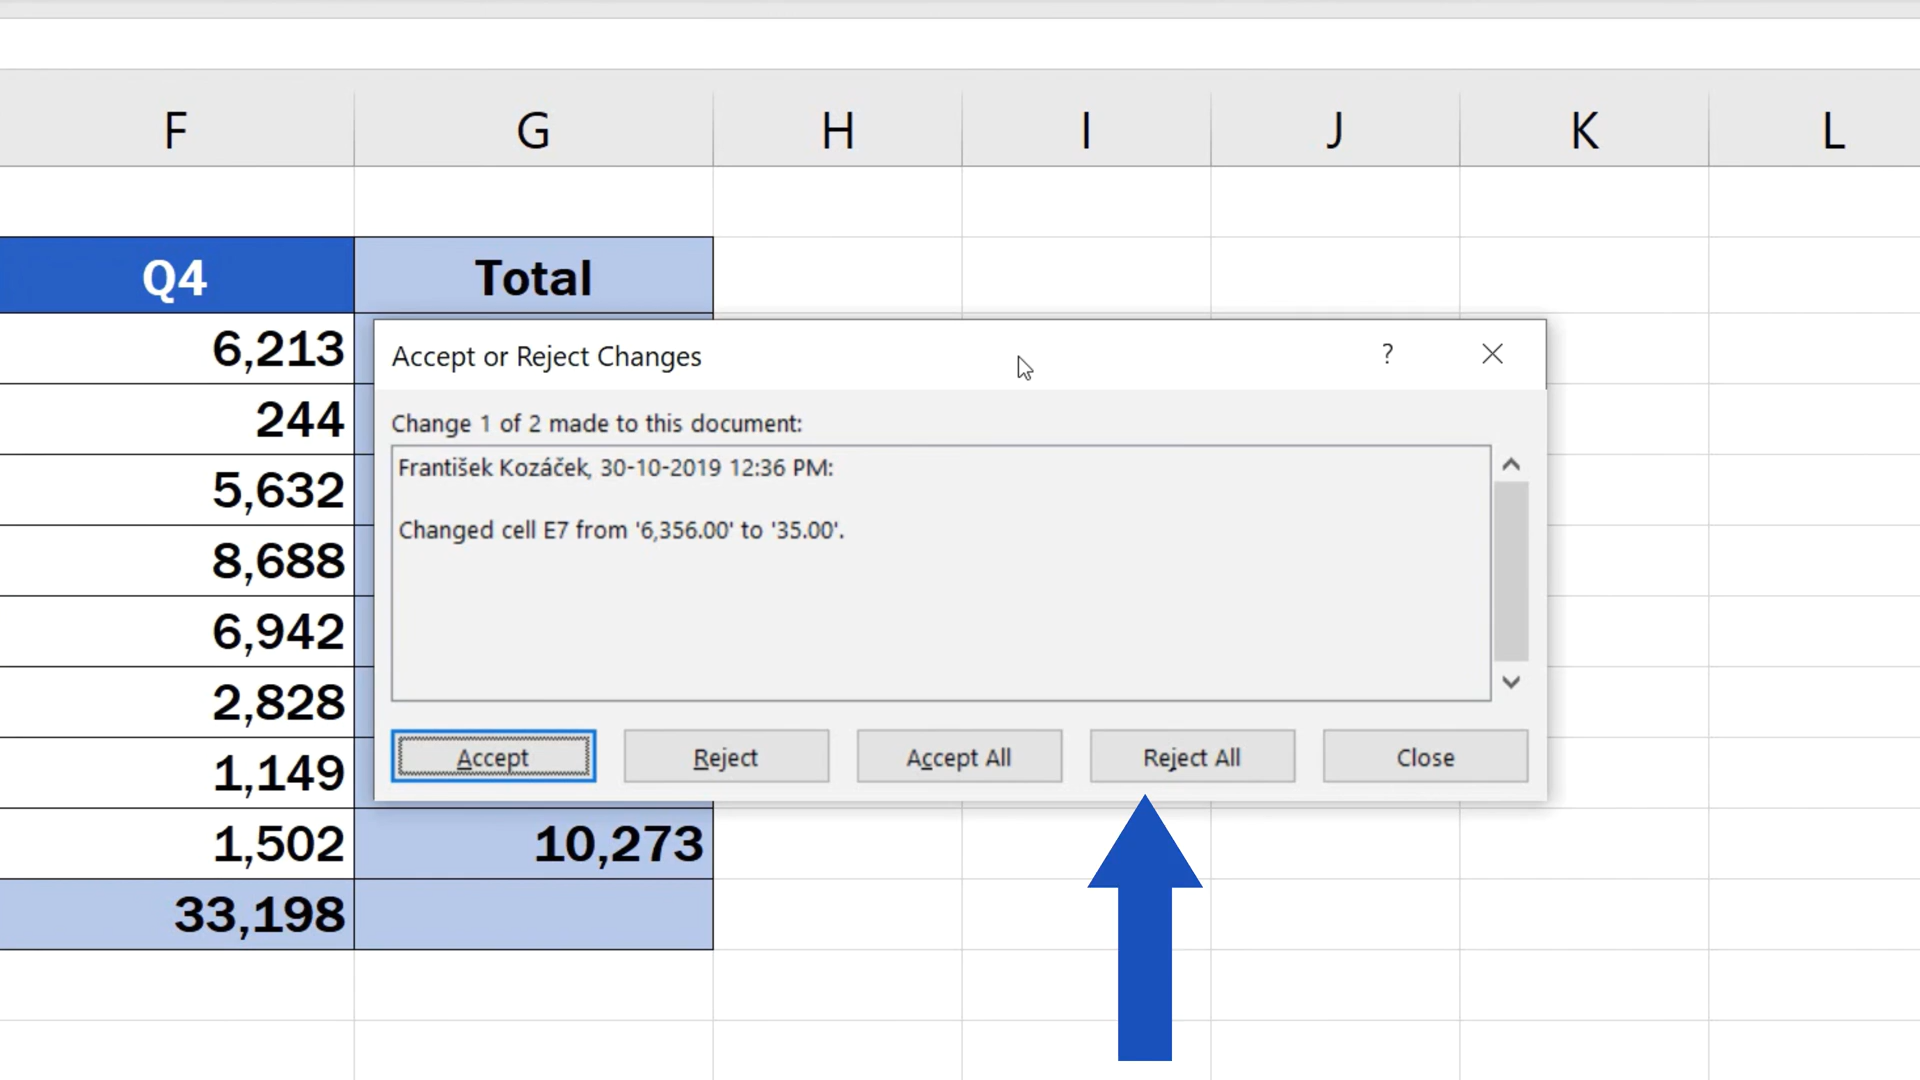 F G H I J K L
Q4 Total
6,213
244
5,632
8,688
6,942
2,828
1,149
1,502 10,273
33,198
Accept or Reject Changes ?
Change 1 of 2 made to this document:
František Kozáček, 30-10-2019 12:36 PM:
Changed cell E7 from '6,356.00' to '35.00'.
Accept Reject Accept All Reject All Close